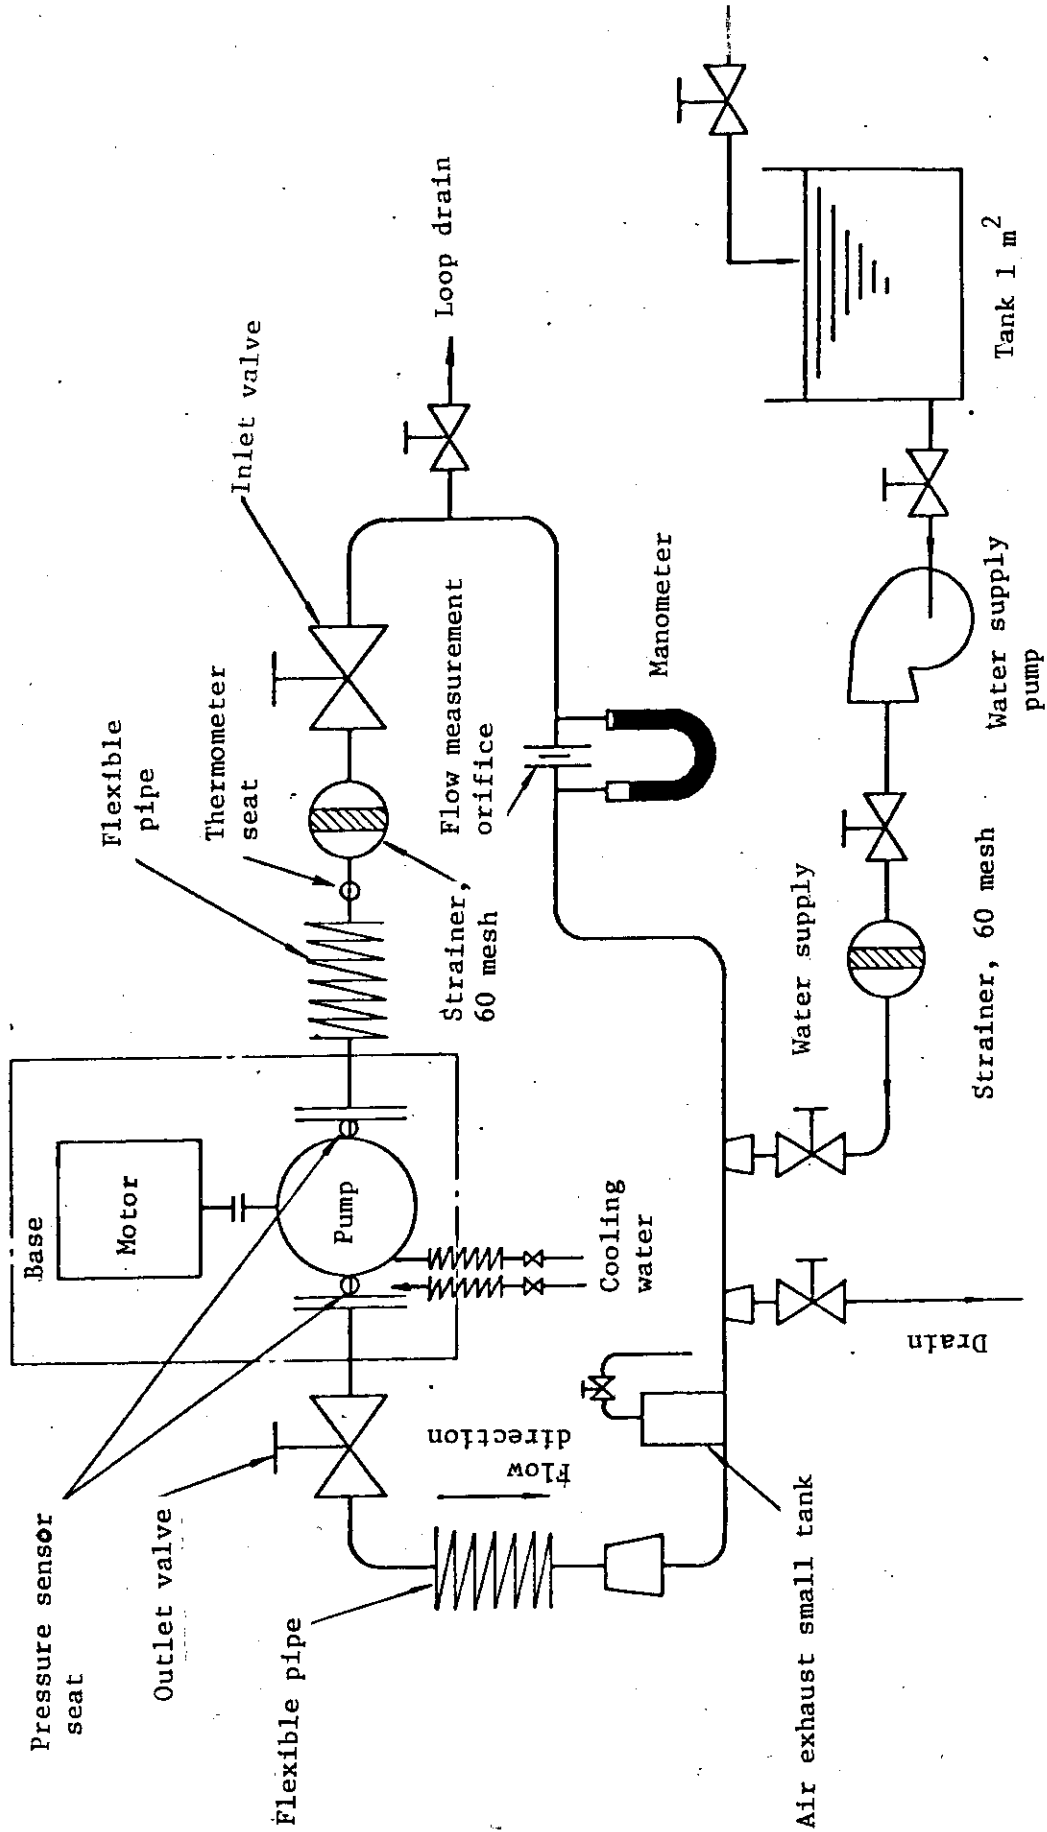 Pressure sensor
seat
Outlet valve
Flexible pipe
Base
Motor
Pump
Flexible
pipe
Thermometer
seat
Inlet valve
Loop drain
Strainer,
60 mesh
Flow measurement
orifice
Manometer
Cooling
water
Flow
direction
Air exhaust small tank
Drain
Water supply
Strainer, 60 mesh
Water supply
pump
Tank 1 m²